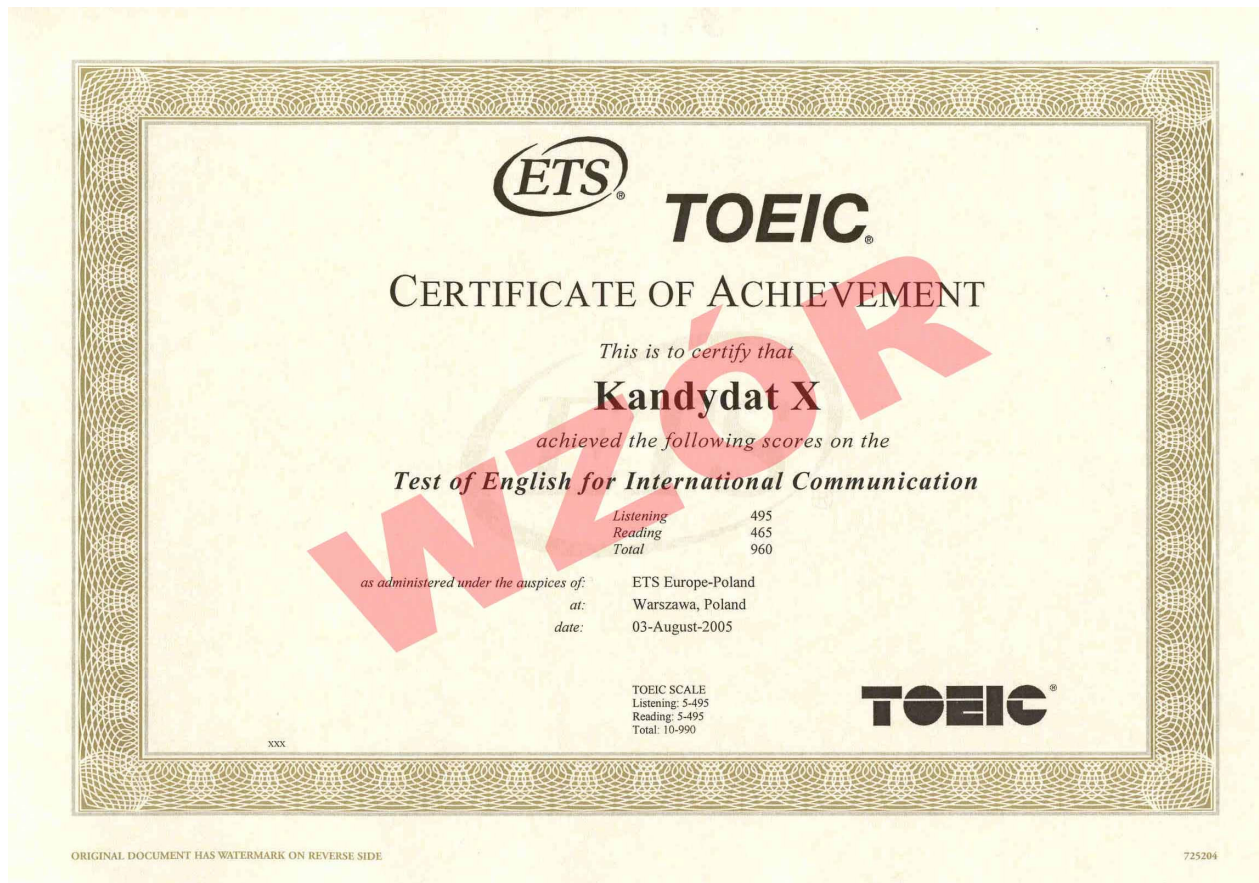 ETS®
TOEIC®
CERTIFICATE OF ACHIEVEMENT
This is to certify that
Kandydat X
achieved the following scores on the
Test of English for International Communication
Listening 495
Reading 465
Total 960
as administered under the auspices of: ETS Europe-Poland
at: Warszawa, Poland
date: 03-August-2005
WZÓR
TOEIC SCALE
Listening: 5-495
Reading: 5-495
Total: 10-990
TOEIC®
xxx
ORIGINAL DOCUMENT HAS WATERMARK ON REVERSE SIDE 725204